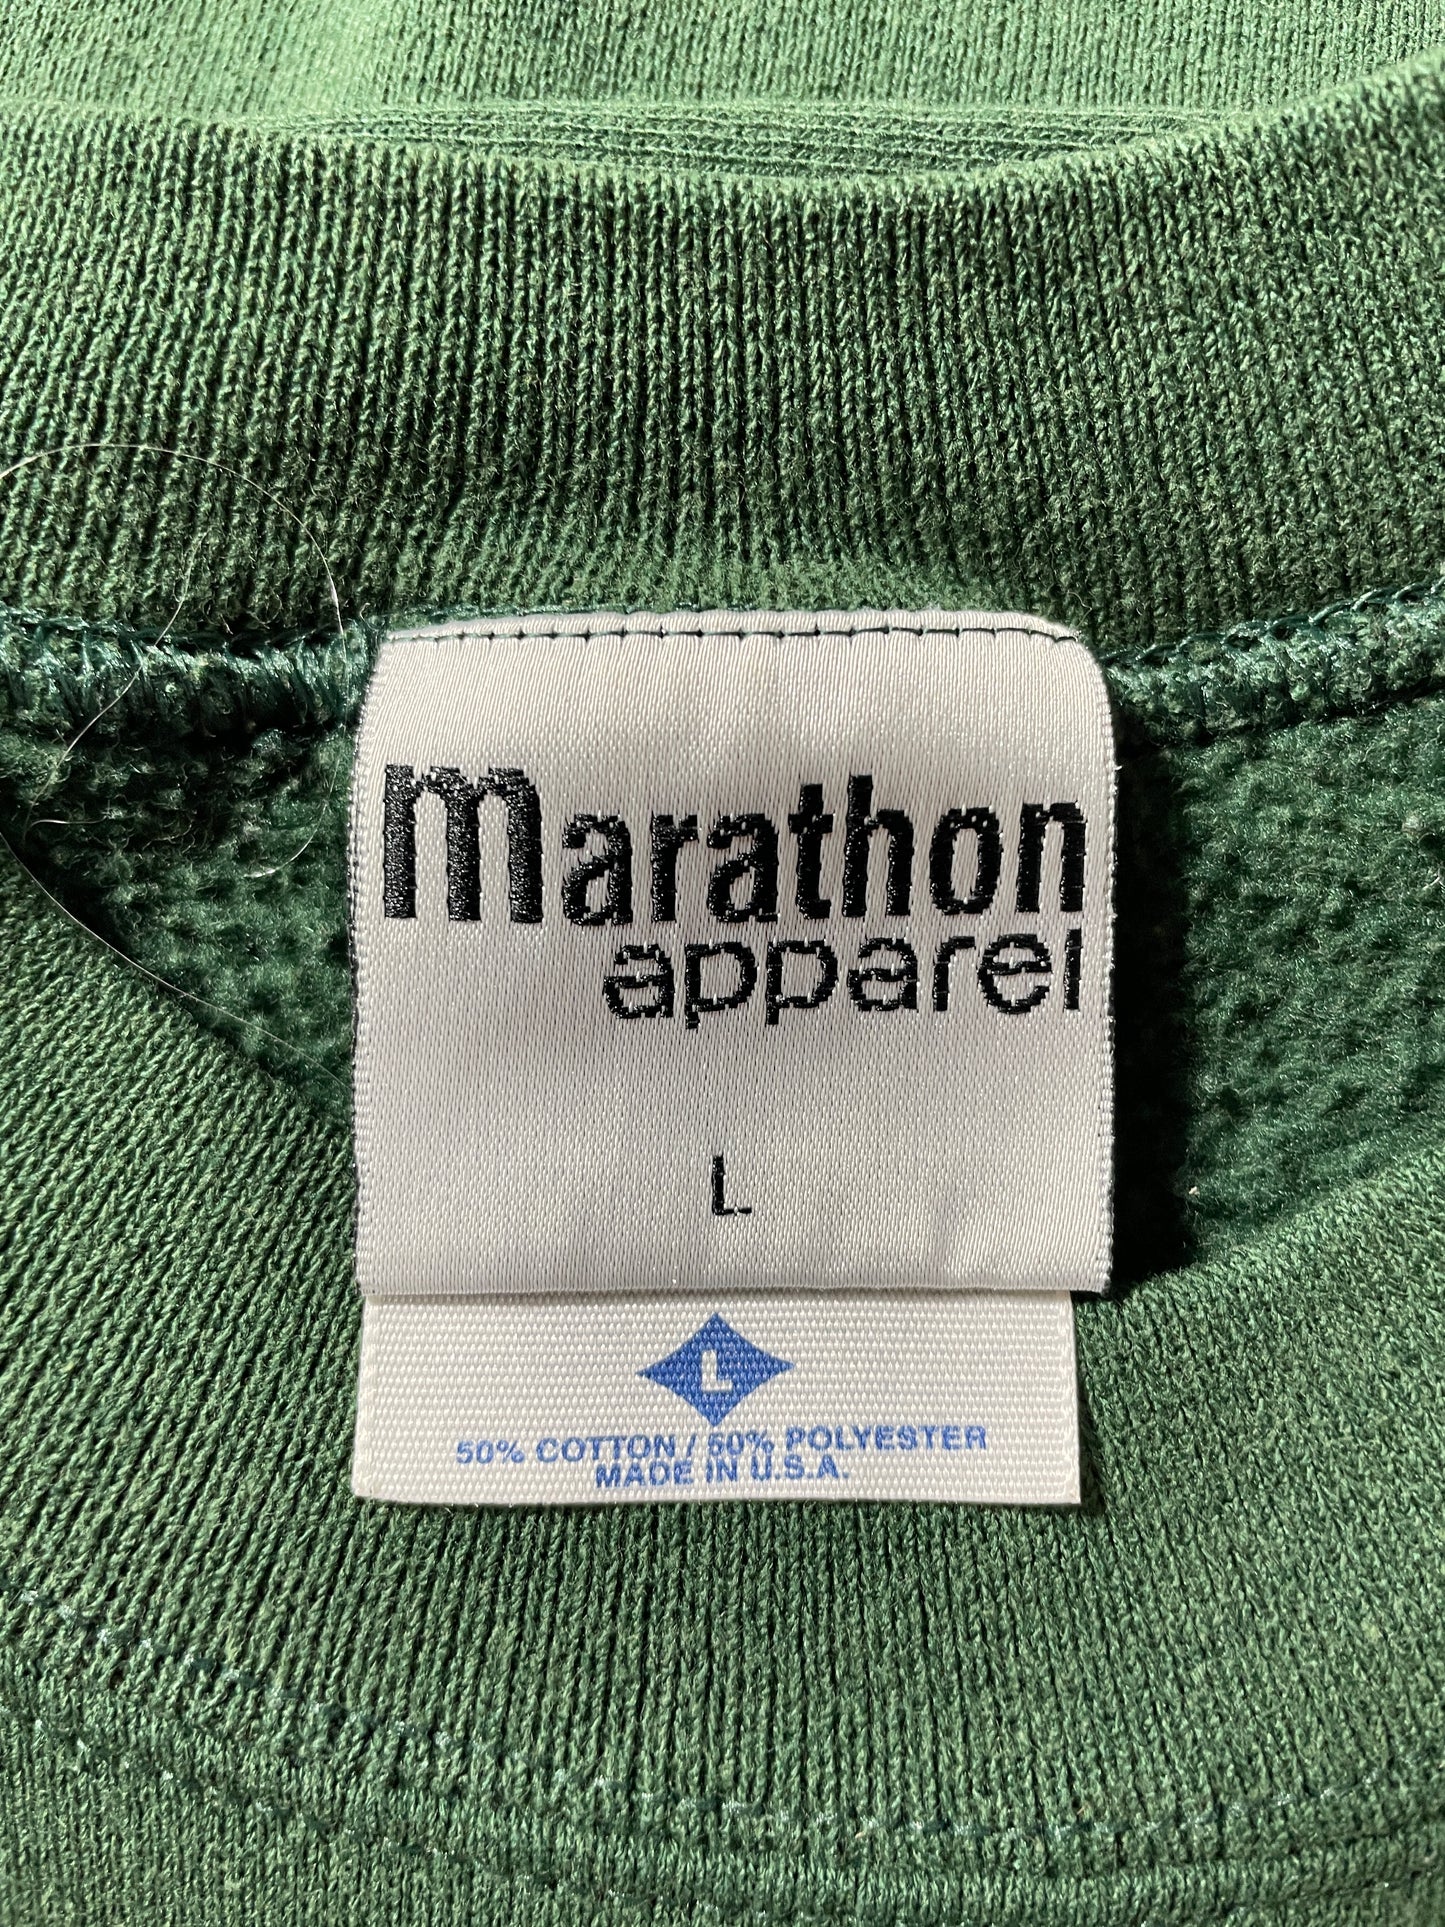 marathon
apparel
L
L
50% COTTON / 50% POLYESTER
MADE IN U.S.A.